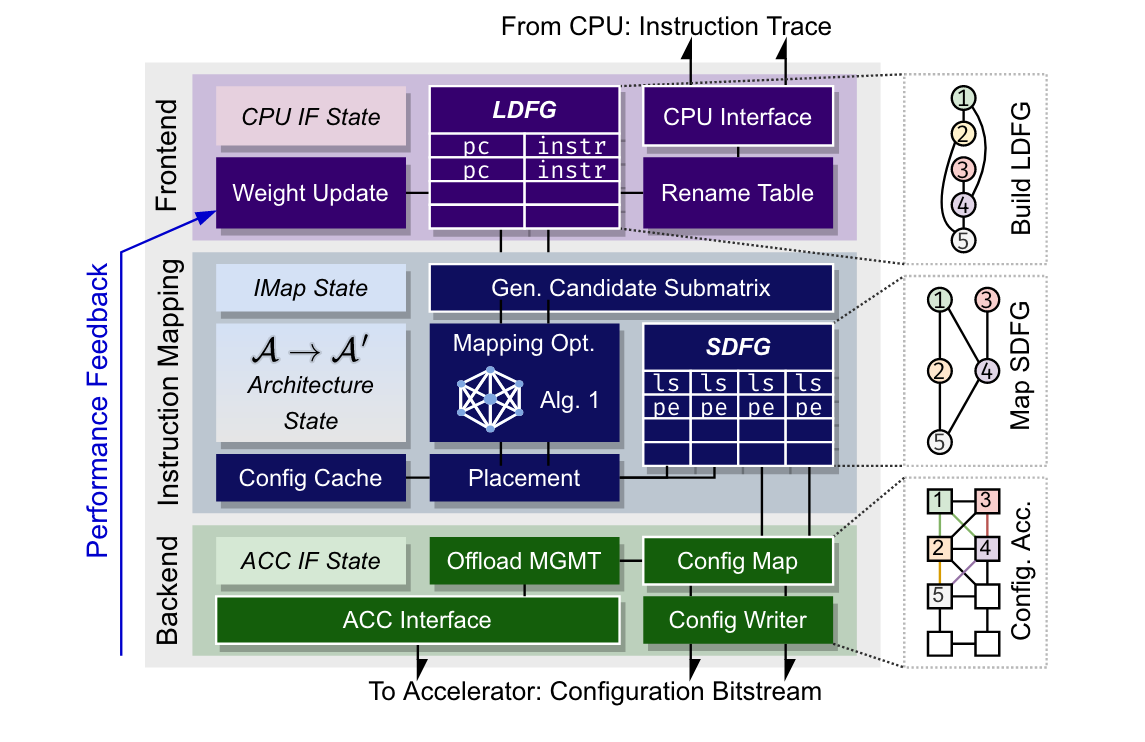 From CPU: Instruction Trace
Frontend
CPU IF State
LDFG
CPU Interface
pc instr
pc instr
Weight Update
Rename Table
Build LDFG
1
2
3
4
5
Performance Feedback
Instruction Mapping
IMap State
Gen. Candidate Submatrix
A → A′
Architecture
State
Mapping Opt.
Alg. 1
SDFG
ls ls ls ls
pe pe pe pe
Config Cache
Placement
Map SDFG
1 3
2 4
5
Backend
ACC IF State
Offload MGMT
Config Map
ACC Interface
Config Writer
Config. Acc.
1 3
2 4
5
To Accelerator: Configuration Bitstream